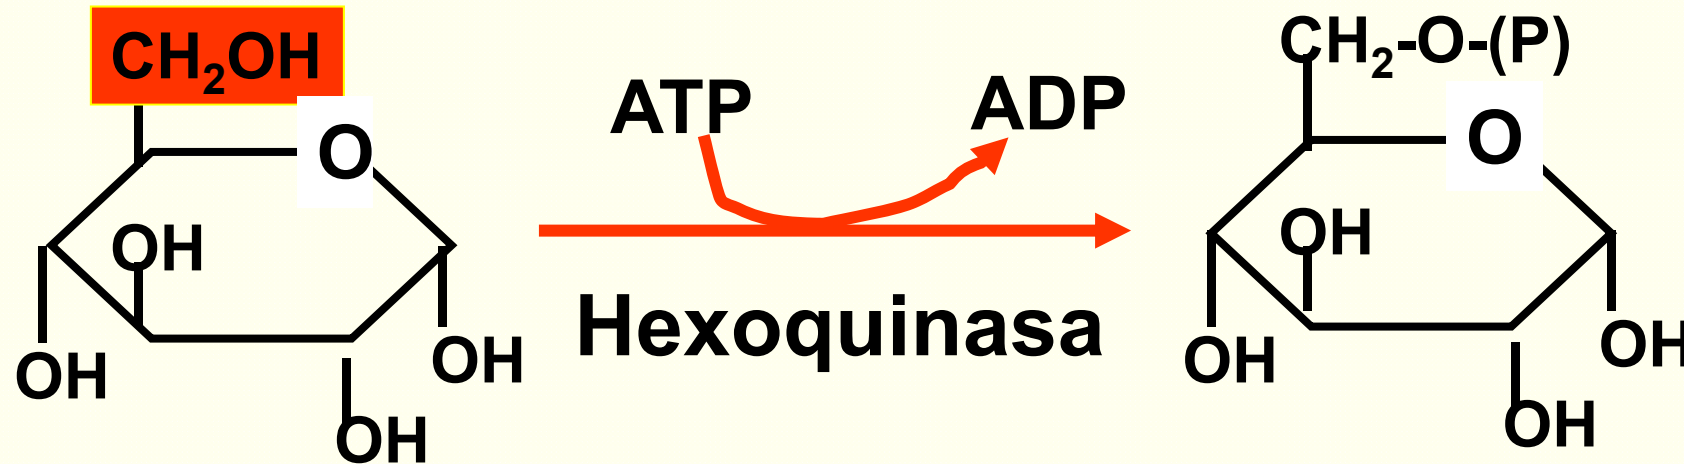 CH₂OH
O
OH
OH
OH
OH
ATP
ADP
Hexoquinasa
CH₂-O-(P)
O
OH
OH
OH
OH